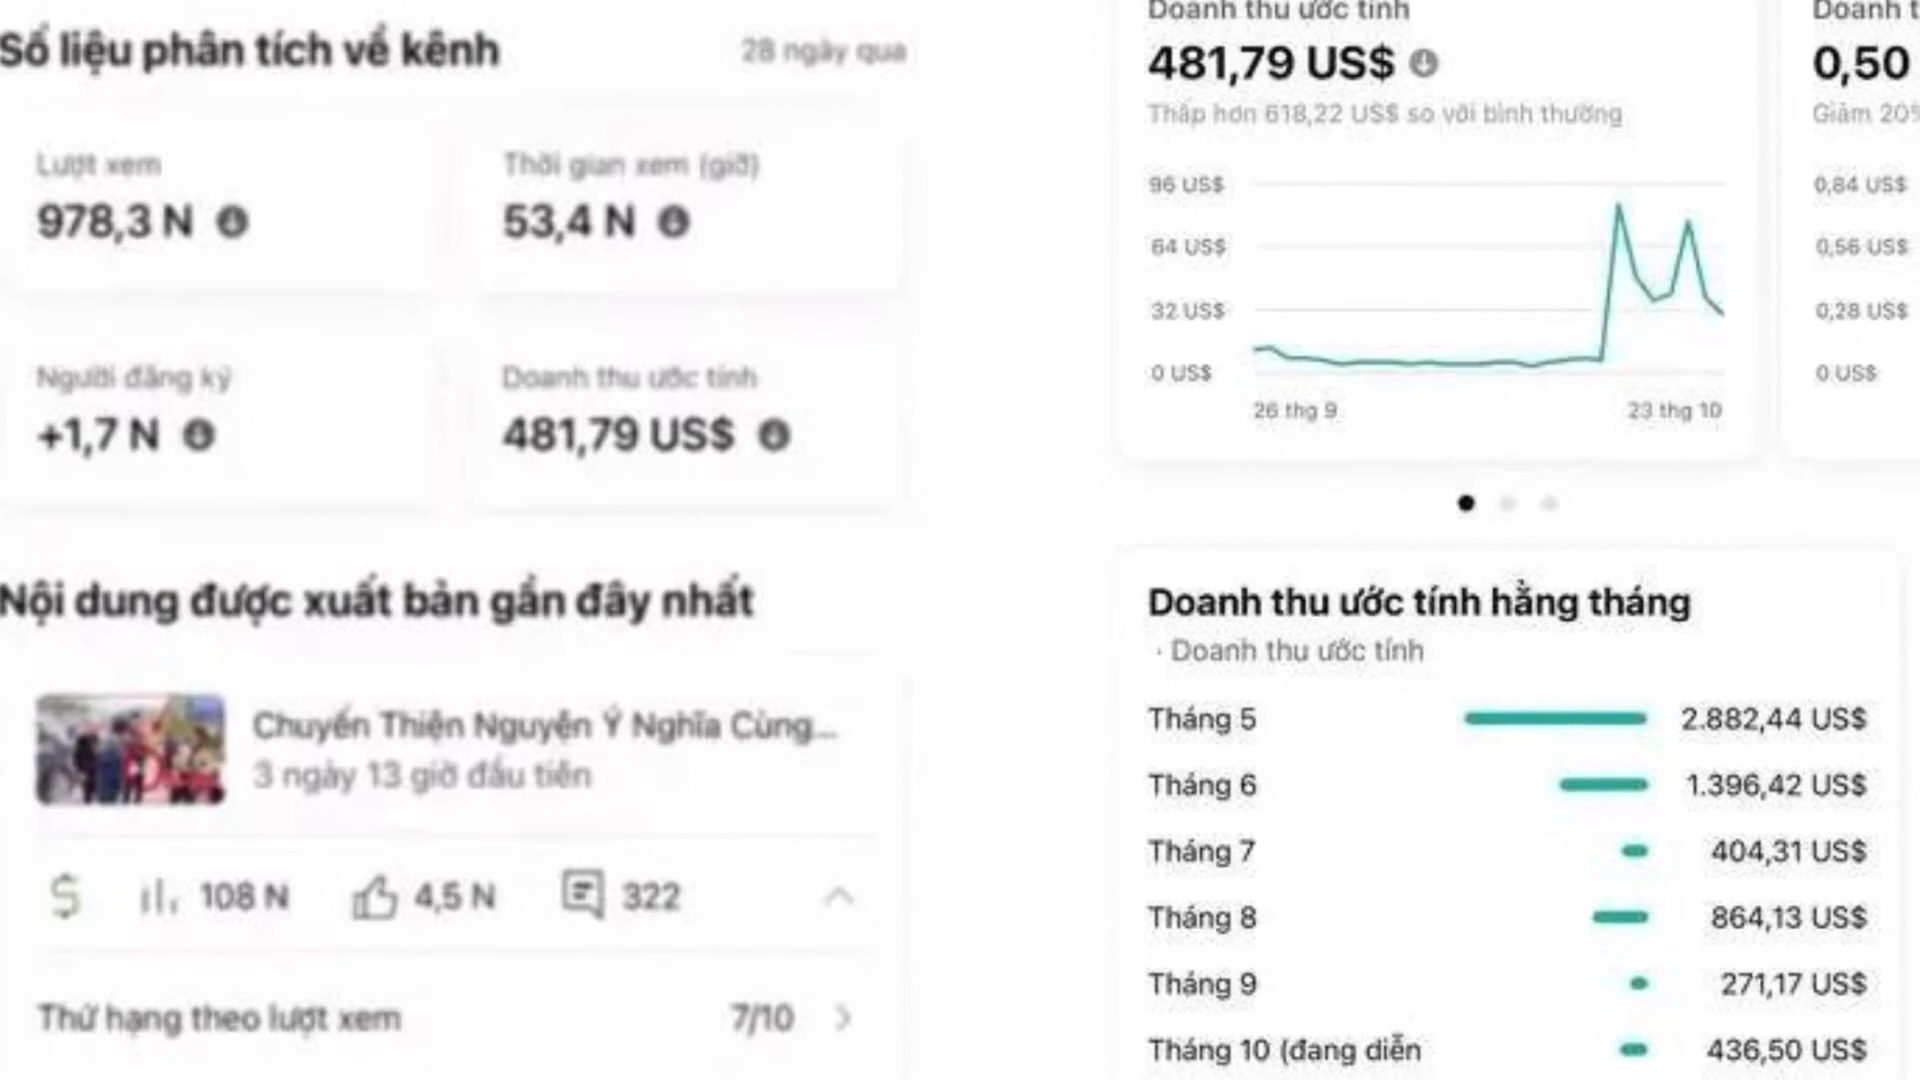 Số liệu phân tích về kênh
28 ngày qua
Lượt xem
978,3 N
Thời gian xem (giờ)
53,4 N
Người đăng ký
+1,7 N
Doanh thu ước tính
481,79 US$
Nội dung được xuất bản gần đây nhất
Chuyến Thiện Nguyện Ý Nghĩa Cùng...
3 ngày 13 giờ đầu tiên
108 N
4,5 N
322
Thứ hạng theo lượt xem
7/10
Doanh thu ước tính
481,79 US$
Thấp hơn 618,22 US$ so với bình thường
96 US$
64 US$
32 US$
0 US$
26 thg 9
23 thg 10
Doanh t
0,50
Giảm 20%
0,84 US$
0,56 US$
0,28 US$
0 US$
Doanh thu ước tính hằng tháng
· Doanh thu ước tính
Tháng 5 2.882,44 US$
Tháng 6 1.396,42 US$
Tháng 7 404,31 US$
Tháng 8 864,13 US$
Tháng 9 271,17 US$
Tháng 10 (đang diễn 436,50 US$